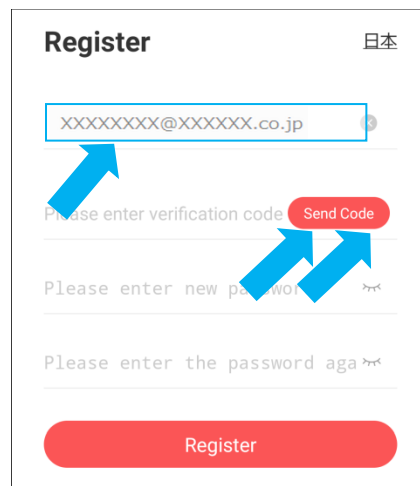 Register
日本
XXXXXXXX@XXXXXX.co.jp
Please enter verification code
Send Code
Please enter new password
Please enter the password aga
Register